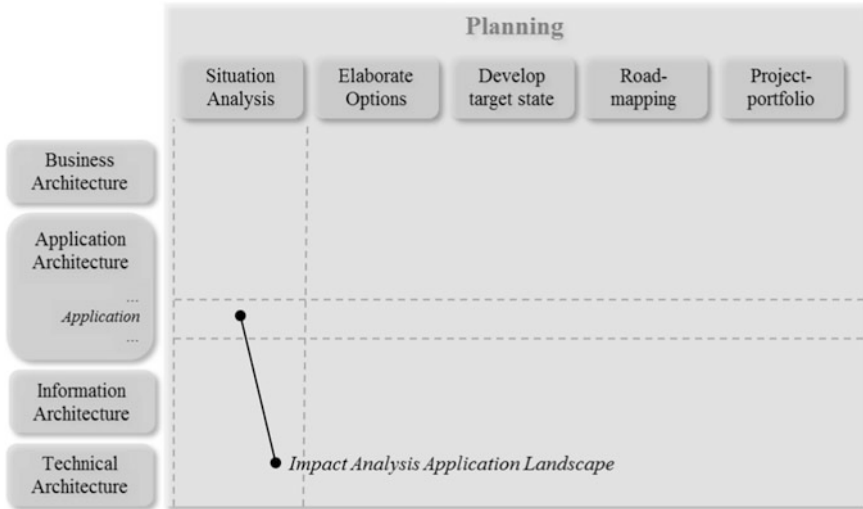 Planning
Situation
Analysis
Elaborate
Options
Develop
target state
Road-
mapping
Project-
portfolio
Business
Architecture
Application
Architecture
...
Application
...
Information
Architecture
Technical
Architecture
Impact Analysis Application Landscape